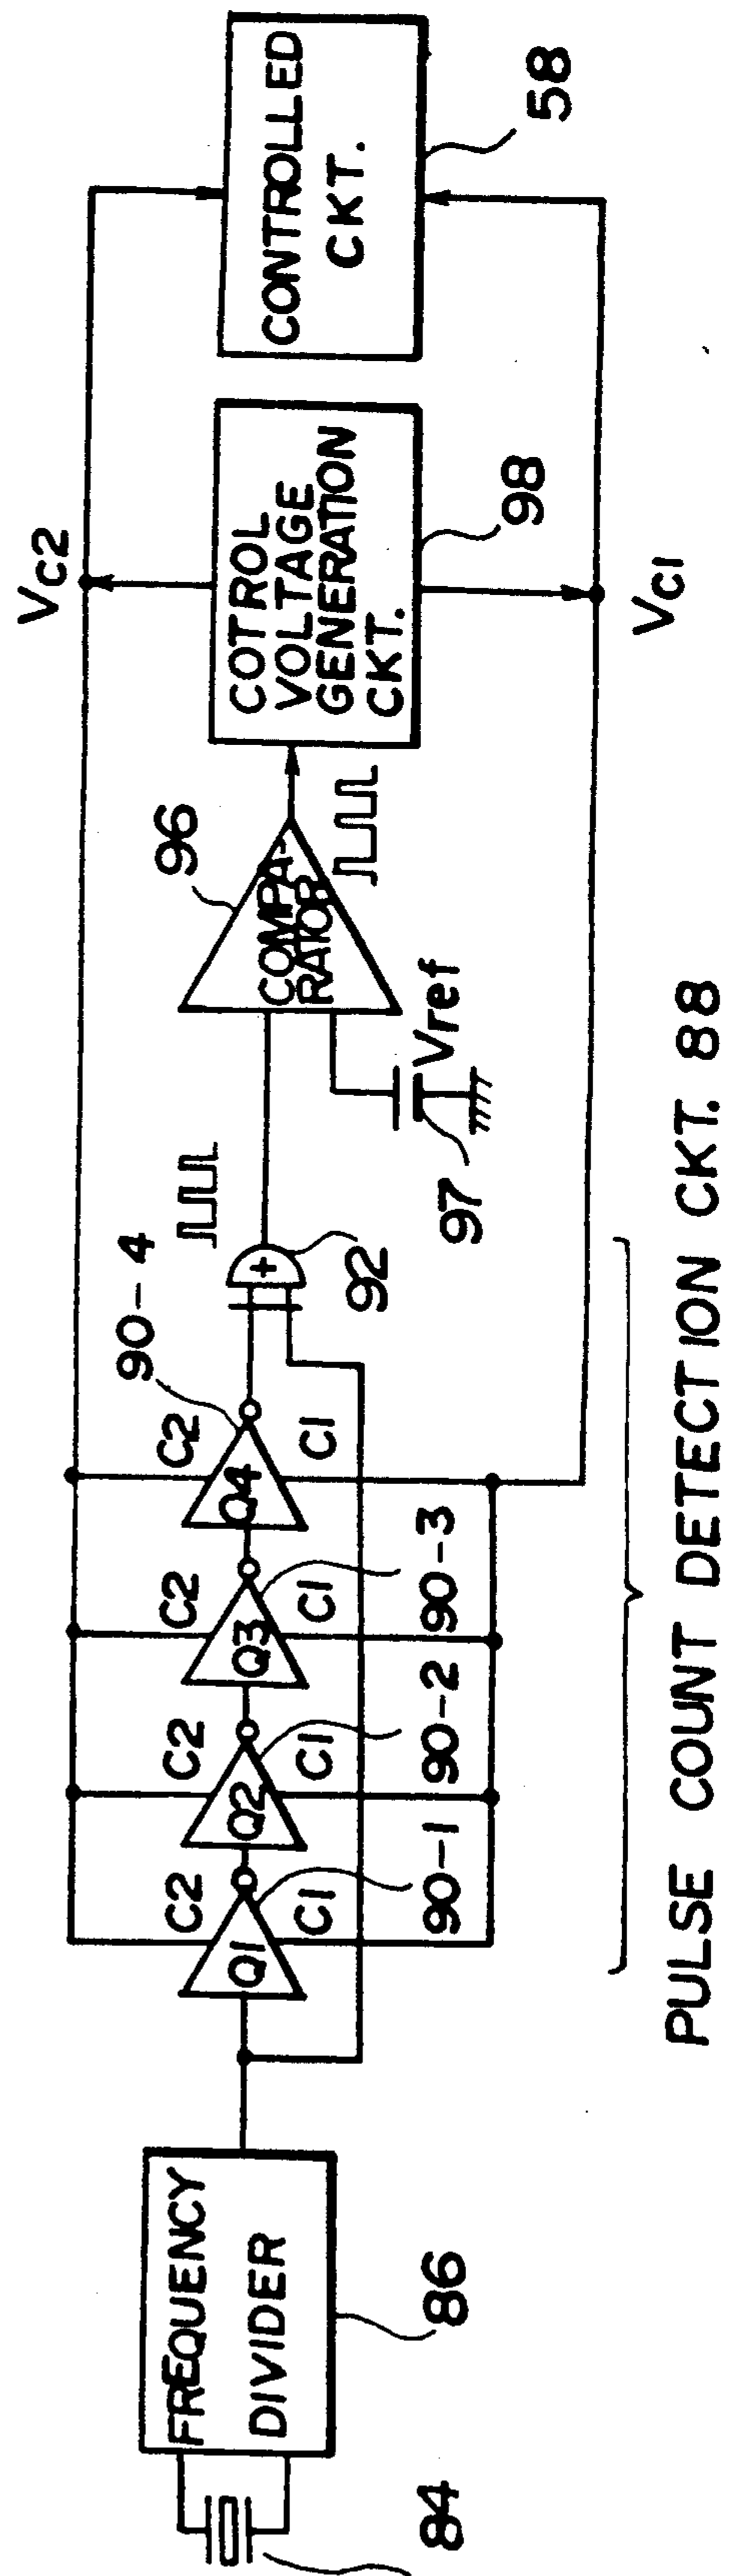 84
FREQUENCY
DIVIDER
86
Q1
C2
C1
90-1
Q2
C2
C1
90-2
Q3
C2
C1
90-3
Q4
C2
C1
90-4
92
PULSE COUNT DETECTION CKT. 88
97
Vref
COMPA-
RATOR
96
COTROL
VOLTAGE
GENERATION
CKT.
98
VC2
VC1
CONTROLLED
CKT.
58